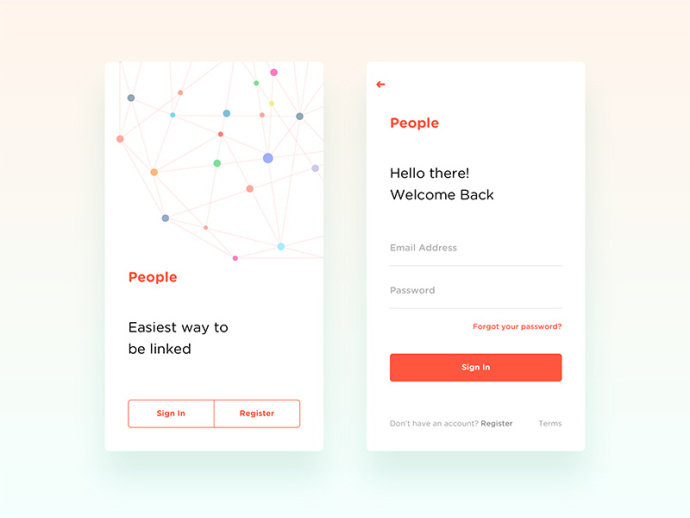 People
Easiest way to
be linked
Sign In
Register
People
Hello there!
Welcome Back
Email Address
Password
Forgot your password?
Sign In
Don't have an account? Register
Terms